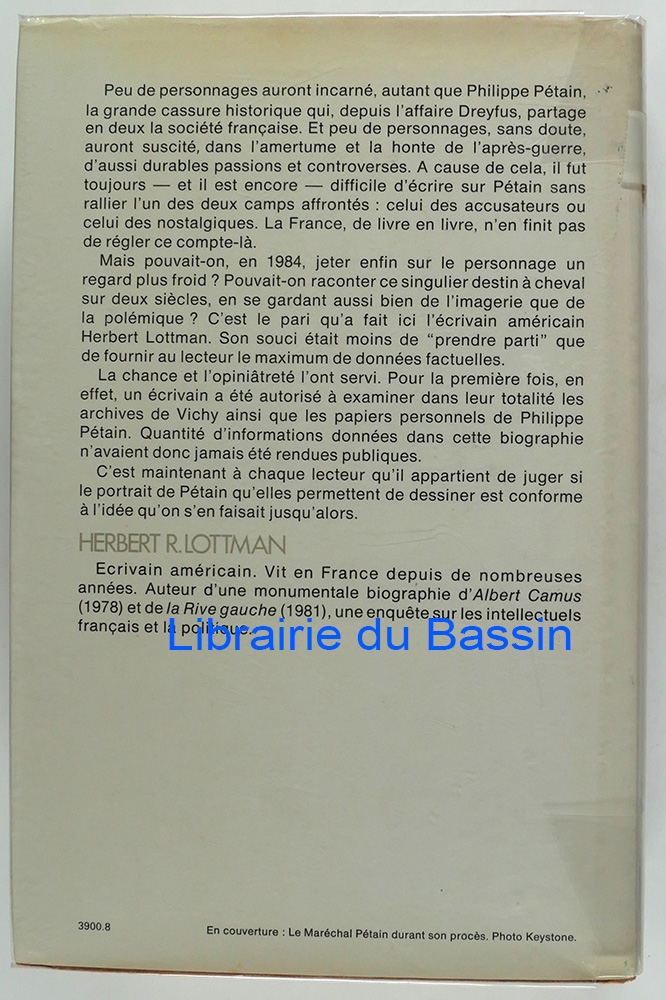 Peu de personnages auront incarné, autant que Philippe Pétain,
la grande cassure historique qui, depuis l'affaire Dreyfus, partage
en deux la société française. Et peu de personnages, sans doute,
auront suscité, dans l'amertume et la honte de l'après-guerre,
d'aussi durables passions et controverses. A cause de cela, il fut
toujours — et il est encore — difficile d'écrire sur Pétain sans
rallier l'un des deux camps affrontés : celui des accusateurs ou
celui des nostalgiques. La France, de livre en livre, n'en finit pas
de régler ce compte-là.
Mais pouvait-on, en 1984, jeter enfin sur le personnage un
regard plus froid ? Pouvait-on raconter ce singulier destin à cheval
sur deux siècles, en se gardant aussi bien de l'imagerie que de
la polémique ? C'est le pari qu'a fait ici l'écrivain américain
Herbert Lottman. Son souci était moins de "prendre parti" que
de fournir au lecteur le maximum de données factuelles.
La chance et l'opiniâtreté l'ont servi. Pour la première fois, en
effet, un écrivain a été autorisé à examiner dans leur totalité les
archives de Vichy ainsi que les papiers personnels de Philippe
Pétain. Quantité d'informations données dans cette biographie
n'avaient donc jamais été rendues publiques.
C'est maintenant à chaque lecteur qu'il appartient de juger si
le portrait de Pétain qu'elles permettent de dessiner est conforme
à l'idée qu'on s'en faisait jusqu'alors.
HERBERT R. LOTTMAN
Ecrivain américain. Vit en France depuis de nombreuses
années. Auteur d'une monumentale biographie d'Albert Camus
(1978) et de la Rive gauche (1981), une enquête sur les intellectuels
français et la politique.
Librairie du Bassin
3900.8
En couverture : Le Maréchal Pétain durant son procès. Photo Keystone.